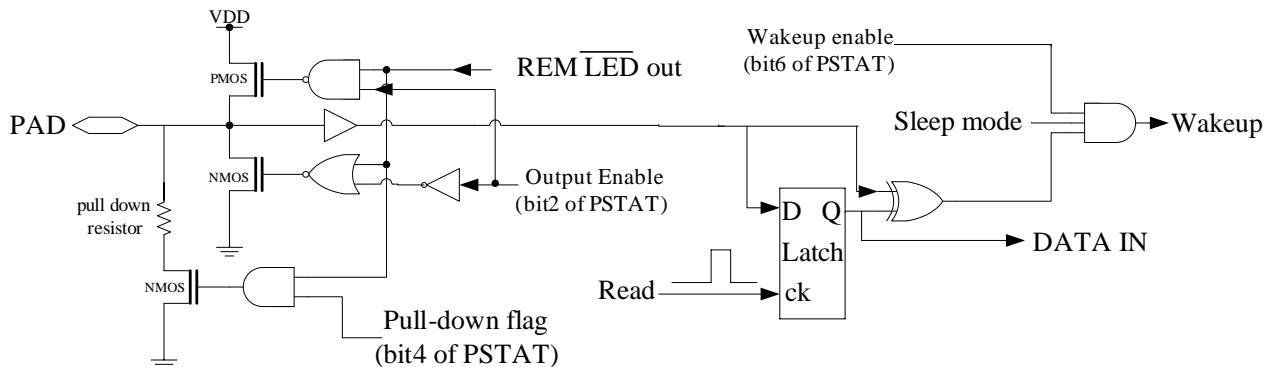 VDD
PMOS
REM L̅E̅D̅ out
Wakeup enable
(bit6 of PSTAT)
PAD
Sleep mode
Wakeup
NMOS
Output Enable
(bit2 of PSTAT)
pull down
resistor
D Q
Latch
ck
DATA IN
Read
NMOS
Pull-down flag
(bit4 of PSTAT)